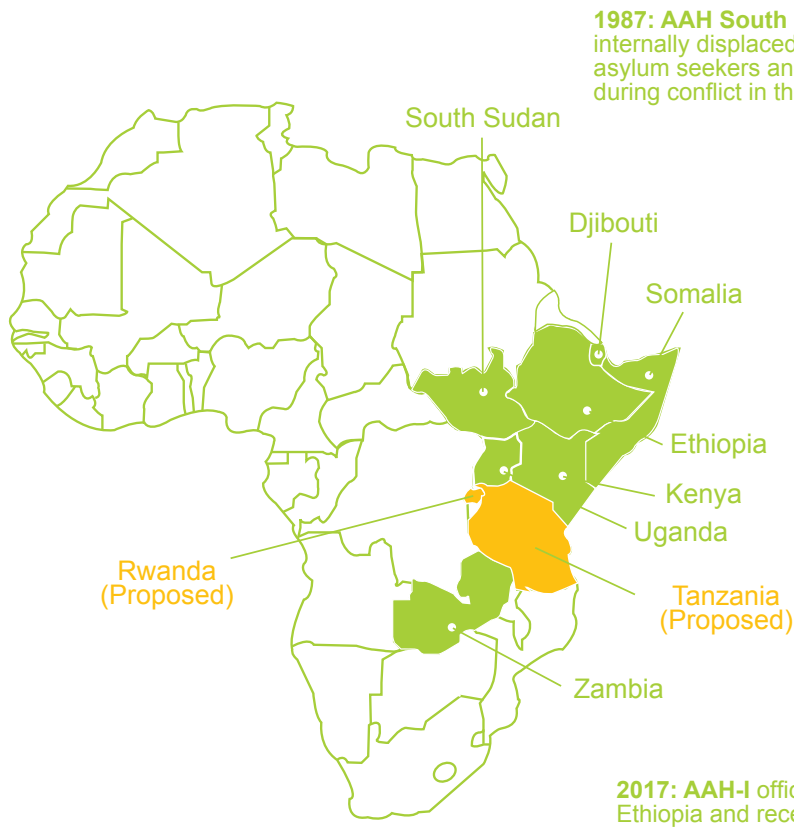 1987: AAH South
internally displaced
asylum seekers an
during conflict in th
South Sudan
Djibouti
Somalia
Ethiopia
Kenya
Uganda
Rwanda
(Proposed)
Tanzania
(Proposed)
Zambia
2017: AAH-I offic
Ethiopia and rece